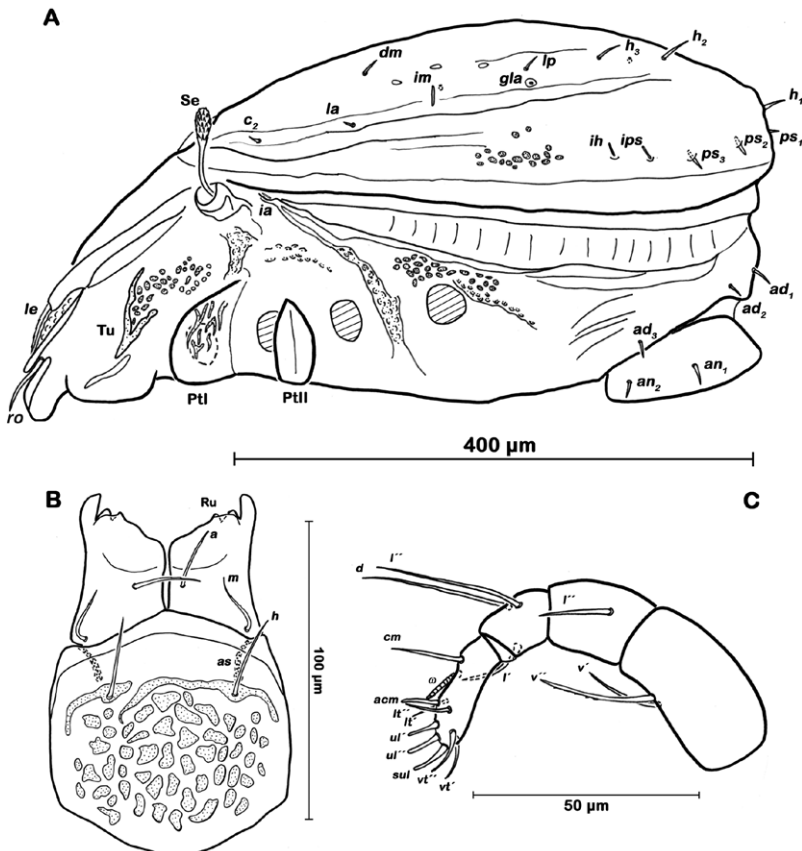 A
dm
lp
h3
h2
im
gla
h1
Se
la
c2
ih
ips
ps3
ps2
ps1
ia
le
Tu
ad1
ad2
ad3
an1
an2
ro
PtI
PtII
400 µm
B
Ru
a
m
h
as
100 µm
C
l´´
d
l´´
cm
v´´
v´
ω
l´
acm
lt´´
lt´
ul´
ul´´
sul
vt´´
vt´
50 µm